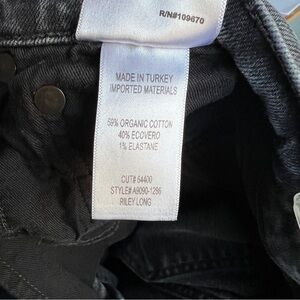 R/N#109670
MADE IN TURKEY
IMPORTED MATERIALS
59% ORGANIC COTTON
40% ECOVERO
1% ELASTANE
CUT# 64400
STYLE# A9090-1286
RILEY LONG